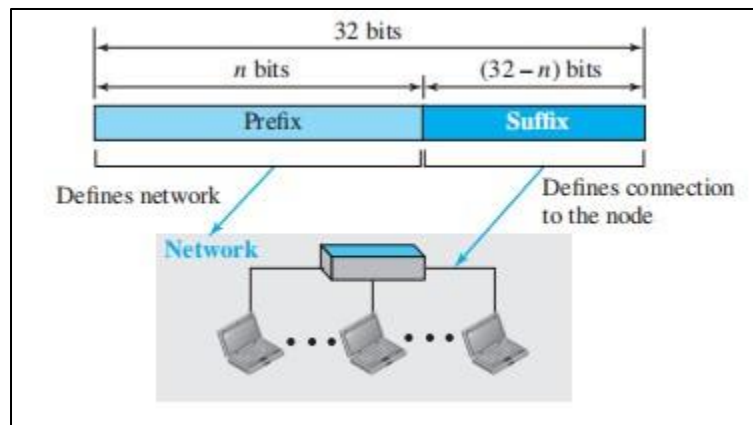 32 bits
n bits
(32 – n) bits
Prefix
Suffix
Defines network
Defines connection
to the node
Network